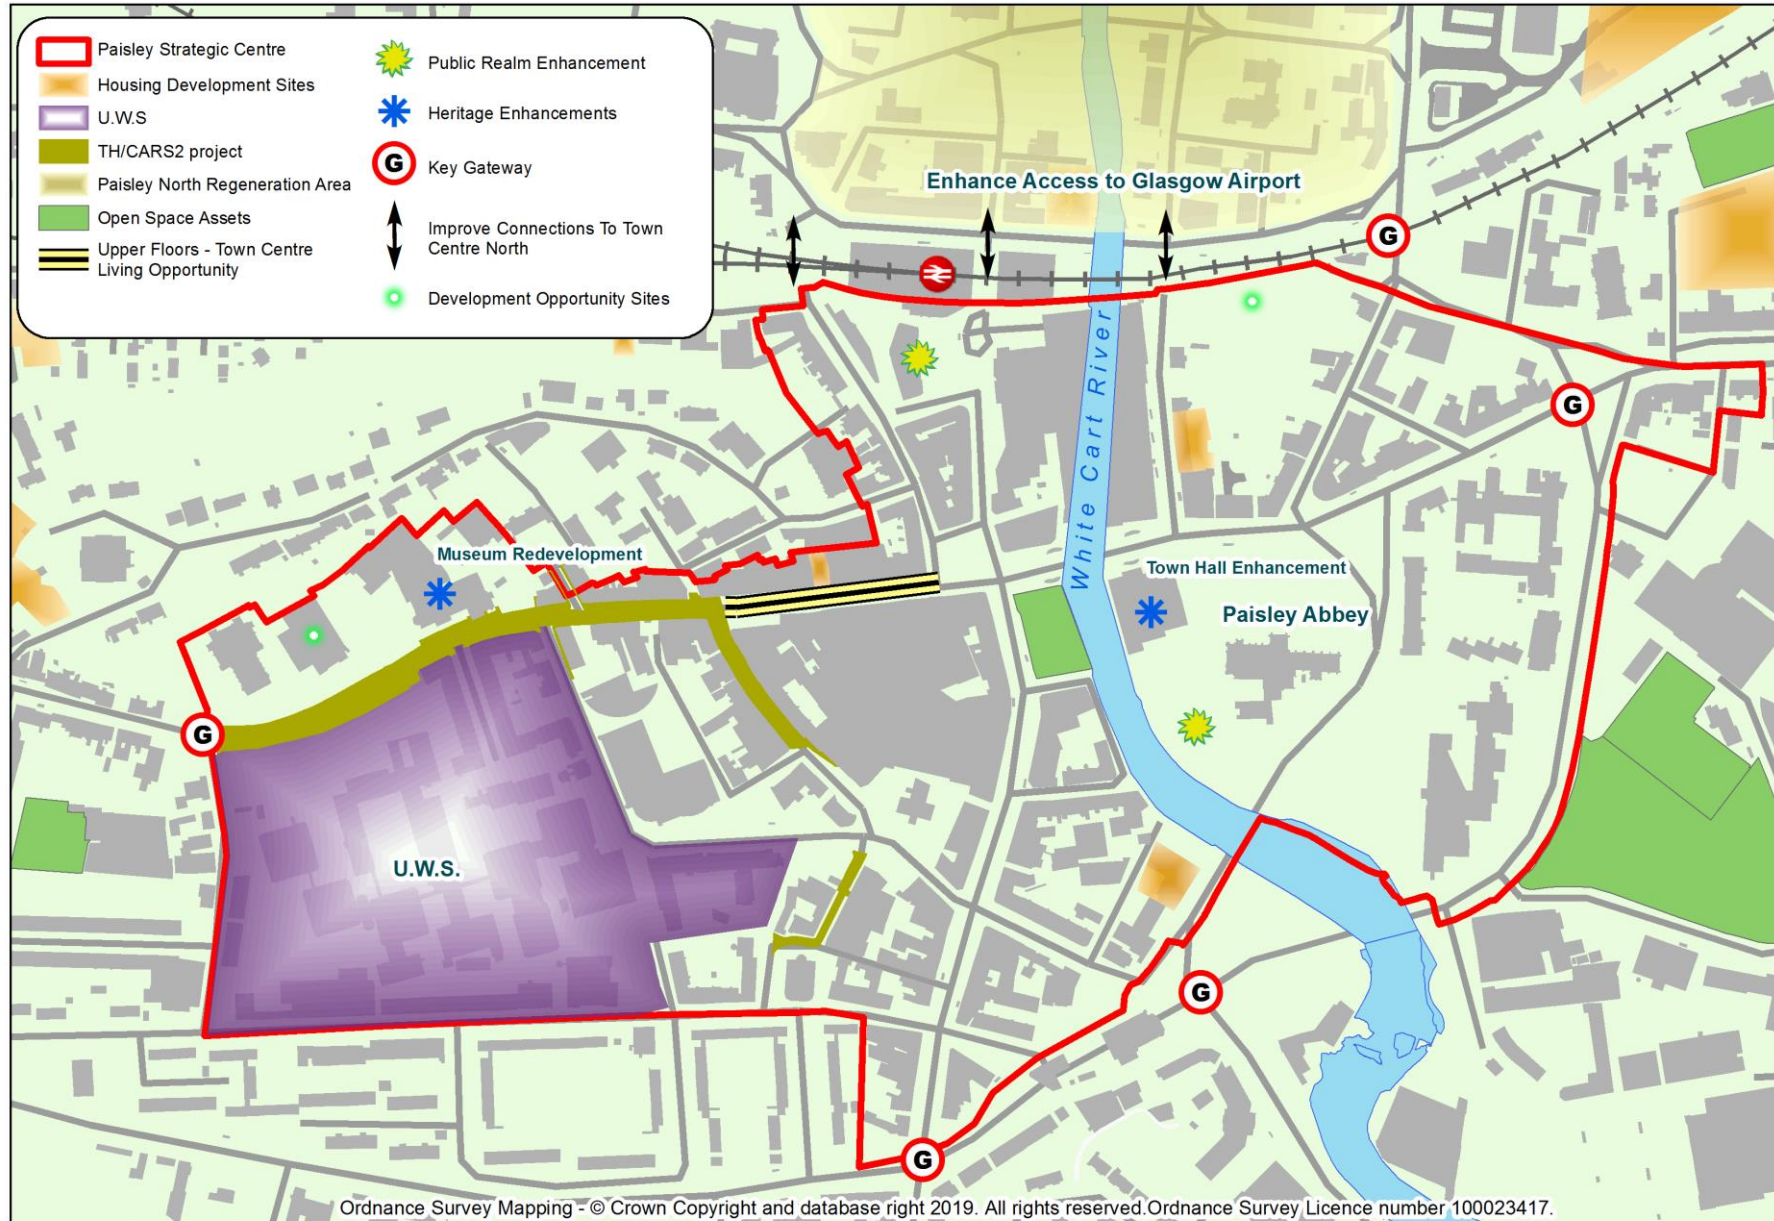 Paisley Strategic Centre
Housing Development Sites
U.W.S
TH/CARS2 project
Paisley North Regeneration Area
Open Space Assets
Upper Floors - Town Centre
Living Opportunity
Public Realm Enhancement
Heritage Enhancements
G
Key Gateway
Improve Connections To Town
Centre North
Development Opportunity Sites
Enhance Access to Glasgow Airport
G
G
White Cart River
Museum Redevelopment
Town Hall Enhancement
Paisley Abbey
G
U.W.S.
G
G
Ordnance Survey Mapping - © Crown Copyright and database right 2019. All rights reserved.Ordnance Survey Licence number 100023417.